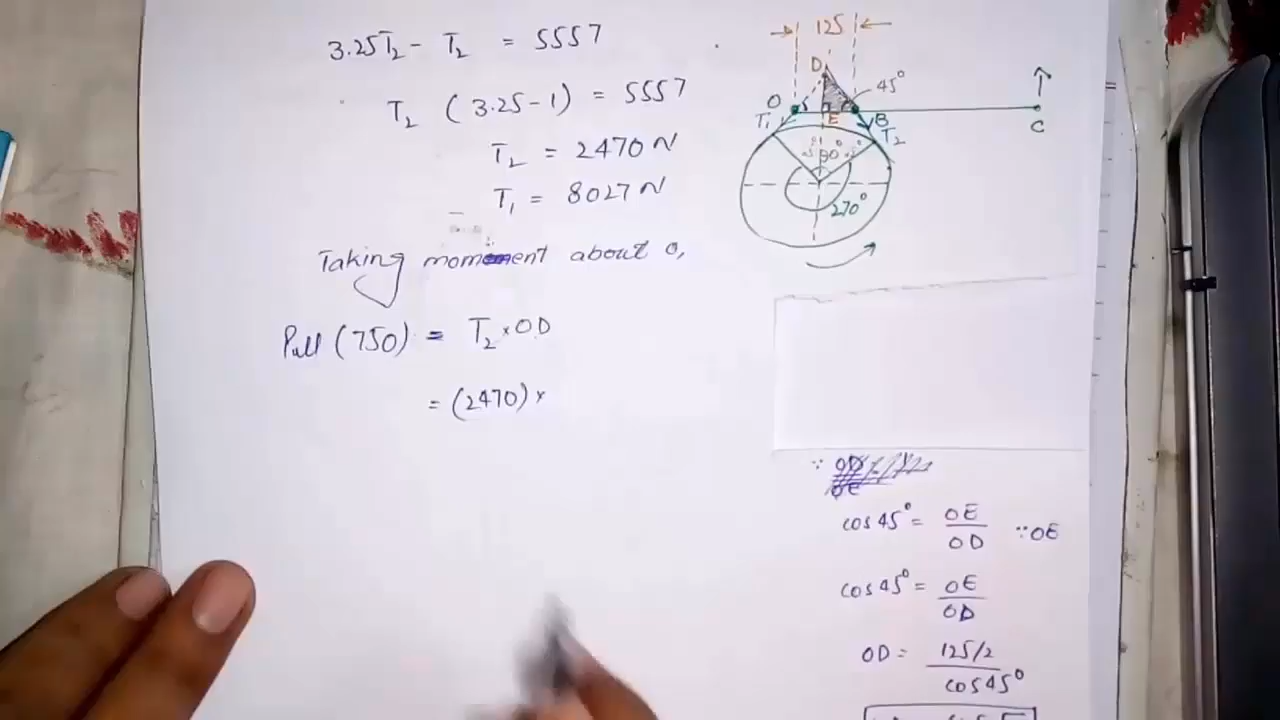 3.25T₂ - T₂ = 5557
T₂ (3.25-1) = 5557
T₂ = 2470 N
T₁ = 8027 N
Taking moment about O,
Pull (750) = T₂ × OD
= (2470) ×
125
D
45°
O
E
B
C
T₁
T₂
90°
270°
∵
cos 45° = OE / OD ∵ OE
cos 45° = OE / OD
OD = 125/2 / cos 45°